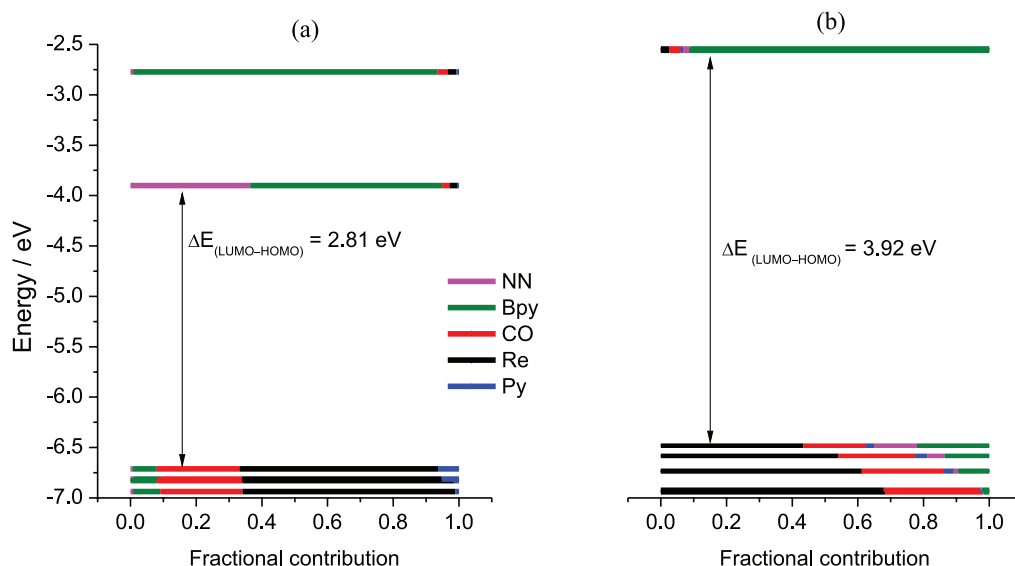 (a)
(b)
-2.5
-3.0
-3.5
-4.0
-4.5
-5.0
-5.5
-6.0
-6.5
-7.0
Energy / eV
ΔE (LUMO–HOMO) = 2.81 eV
ΔE (LUMO–HOMO) = 3.92 eV
NN
Bpy
CO
Re
Py
0.0 0.2 0.4 0.6 0.8 1.0
0.0 0.2 0.4 0.6 0.8 1.0
Fractional contribution
Fractional contribution